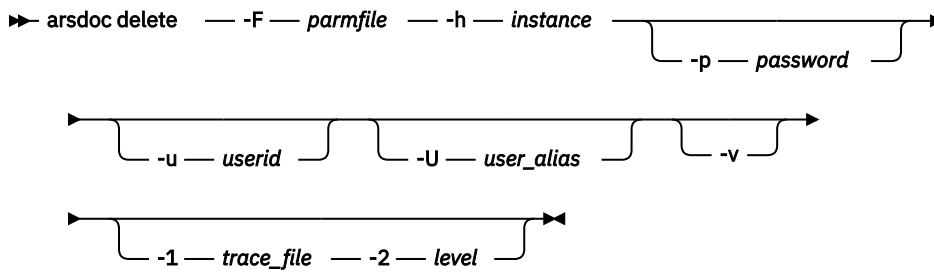 arsdoc delete -F parmfile -h instance
-p password
-u userid -U user_alias -v
-1 trace_file -2 level